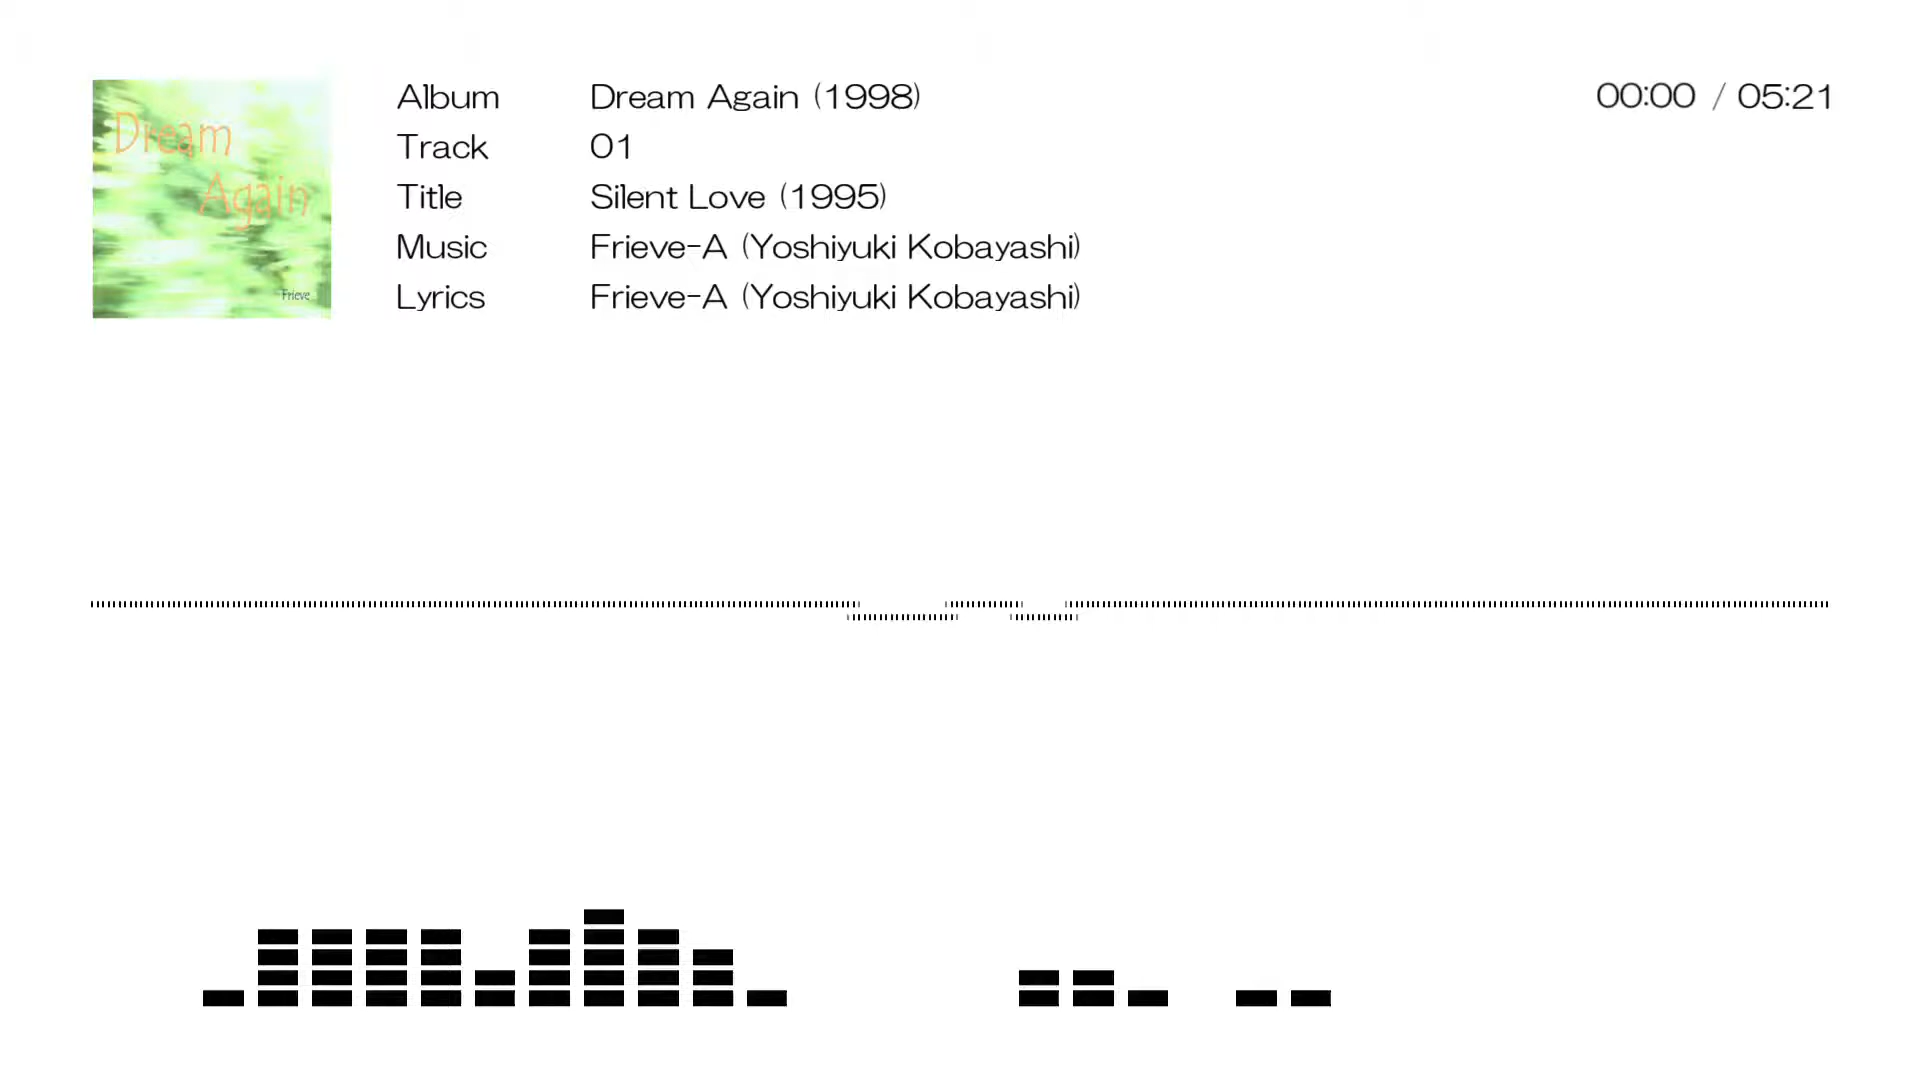 Dream
Again
Frieve
Album Dream Again (1998)
Track 01
Title Silent Love (1995)
Music Frieve-A (Yoshiyuki Kobayashi)
Lyrics Frieve-A (Yoshiyuki Kobayashi)
00:00 / 05:21